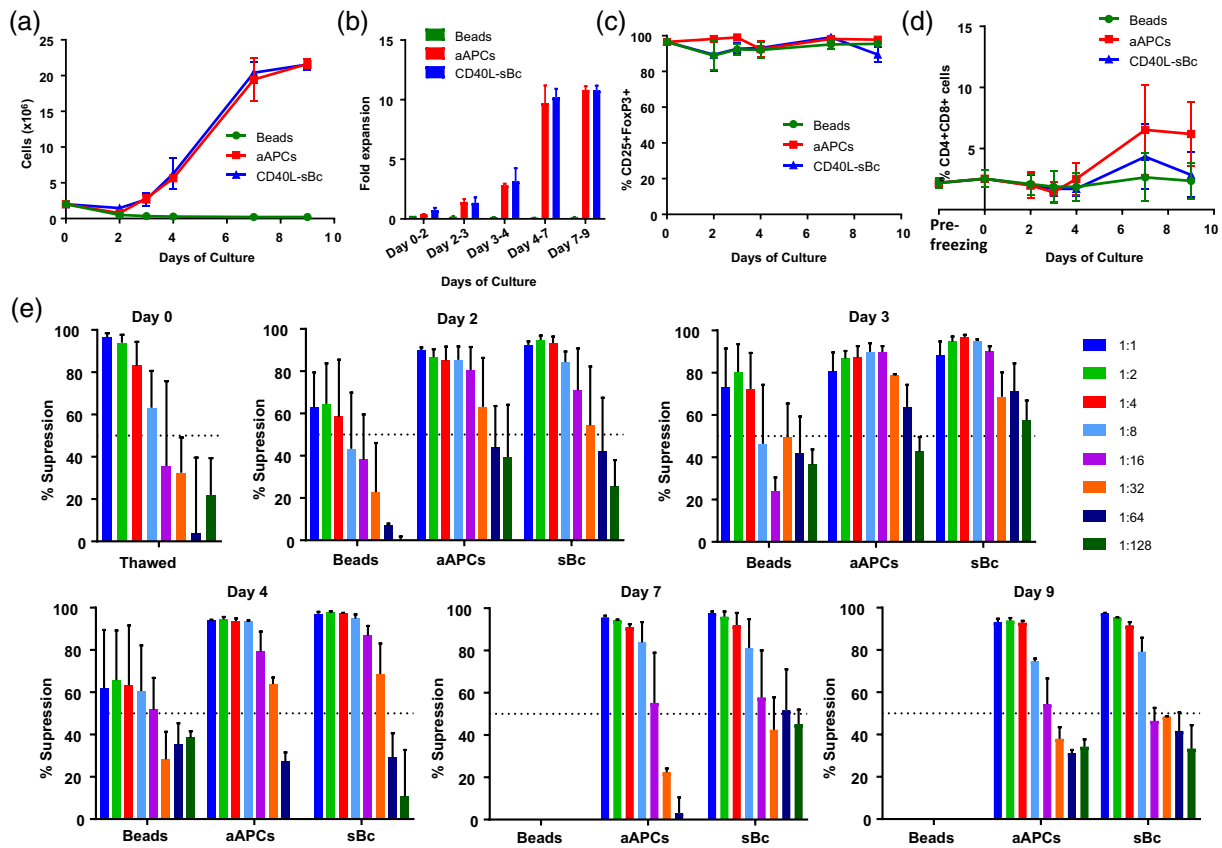 (a)
25
20
15
10
5
0
Cells (x10⁶)
0 2 4 6 8 10
Days of Culture
Beads
aAPCs
CD40L-sBc
(b)
Beads
aAPCs
CD40L-sBc
15
10
5
0
Fold expansion
Day 0-2
Day 2-3
Day 3-4
Day 4-7
Day 7-9
Days of Culture
(c)
100
80
60
40
20
0
% CD25+FoxP3+
Beads
aAPCs
CD40L-sBc
0 2 4 6 8 10
Days of Culture
(d)
Beads
aAPCs
CD40L-sBc
15
10
5
0
% CD4+CD8+ cells
Pre-
freezing
0 2 4 6 8 10
Days of Culture
(e)
Day 0
100
80
60
40
20
0
% Supression
Thawed
Day 2
100
80
60
40
20
0
% Supression
Beads aAPCs sBc
Day 3
100
80
60
40
20
0
% Supression
Beads aAPCs sBc
1:1
1:2
1:4
1:8
1:16
1:32
1:64
1:128
Day 4
100
80
60
40
20
0
% Supression
Beads aAPCs sBc
Day 7
100
80
60
40
20
0
% Supression
Beads aAPCs sBc
Day 9
100
80
60
40
20
0
% Supression
Beads aAPCs sBc